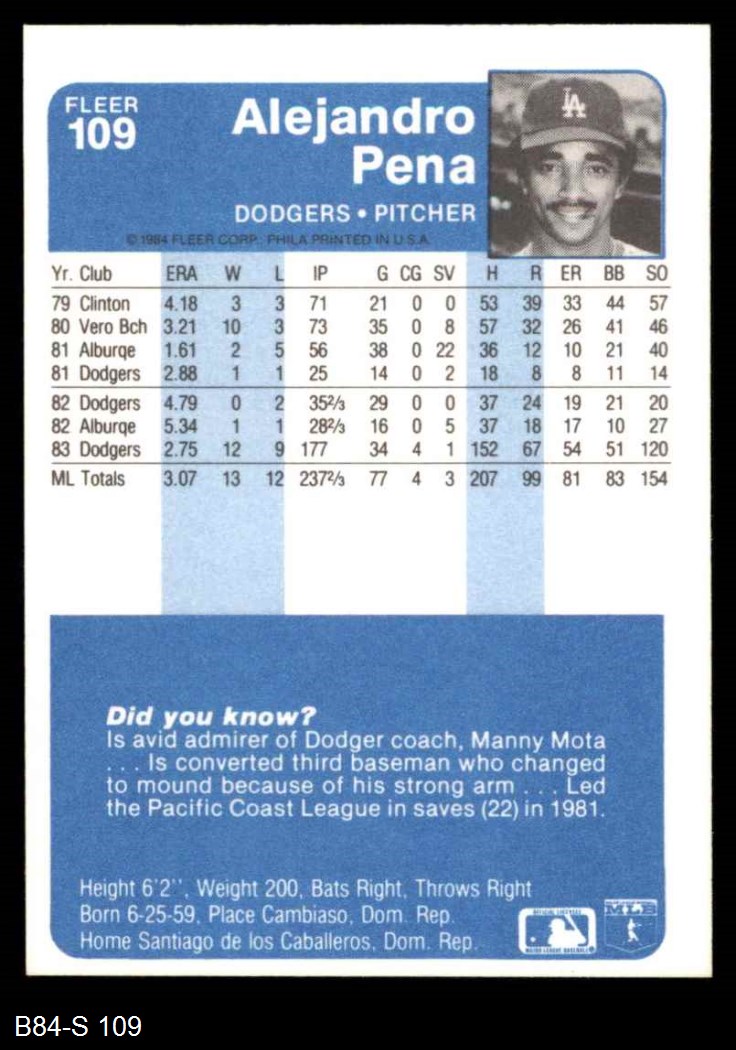 FLEER
109
Alejandro
Pena
DODGERS • PITCHER
© 1984 FLEER CORP., PHILA PRINTED IN U.S.A.
LA
Yr. Club ERA W L IP G CG SV H R ER BB SO
79 Clinton 4.18 3 3 71 21 0 0 53 39 33 44 57
80 Vero Bch 3.21 10 3 73 35 0 8 57 32 26 41 46
81 Alburqe 1.61 2 5 56 38 0 22 36 12 10 21 40
81 Dodgers 2.88 1 1 25 14 0 2 18 8 8 11 14
82 Dodgers 4.79 0 2 35⅔ 29 0 0 37 24 19 21 20
82 Alburqe 5.34 1 1 28⅔ 16 0 5 37 18 17 10 27
83 Dodgers 2.75 12 9 177 34 4 1 152 67 54 51 120
ML Totals 3.07 13 12 237⅔ 77 4 3 207 99 81 83 154
Did you know?
Is avid admirer of Dodger coach, Manny Mota
. . . Is converted third baseman who changed
to mound because of his strong arm . . . Led
the Pacific Coast League in saves (22) in 1981.
Height 6'2'', Weight 200, Bats Right, Throws Right
Born 6-25-59, Place Cambiaso, Dom. Rep.
Home Santiago de los Caballeros, Dom. Rep.
MAJOR LEAGUE BASEBALL
B84-S 109